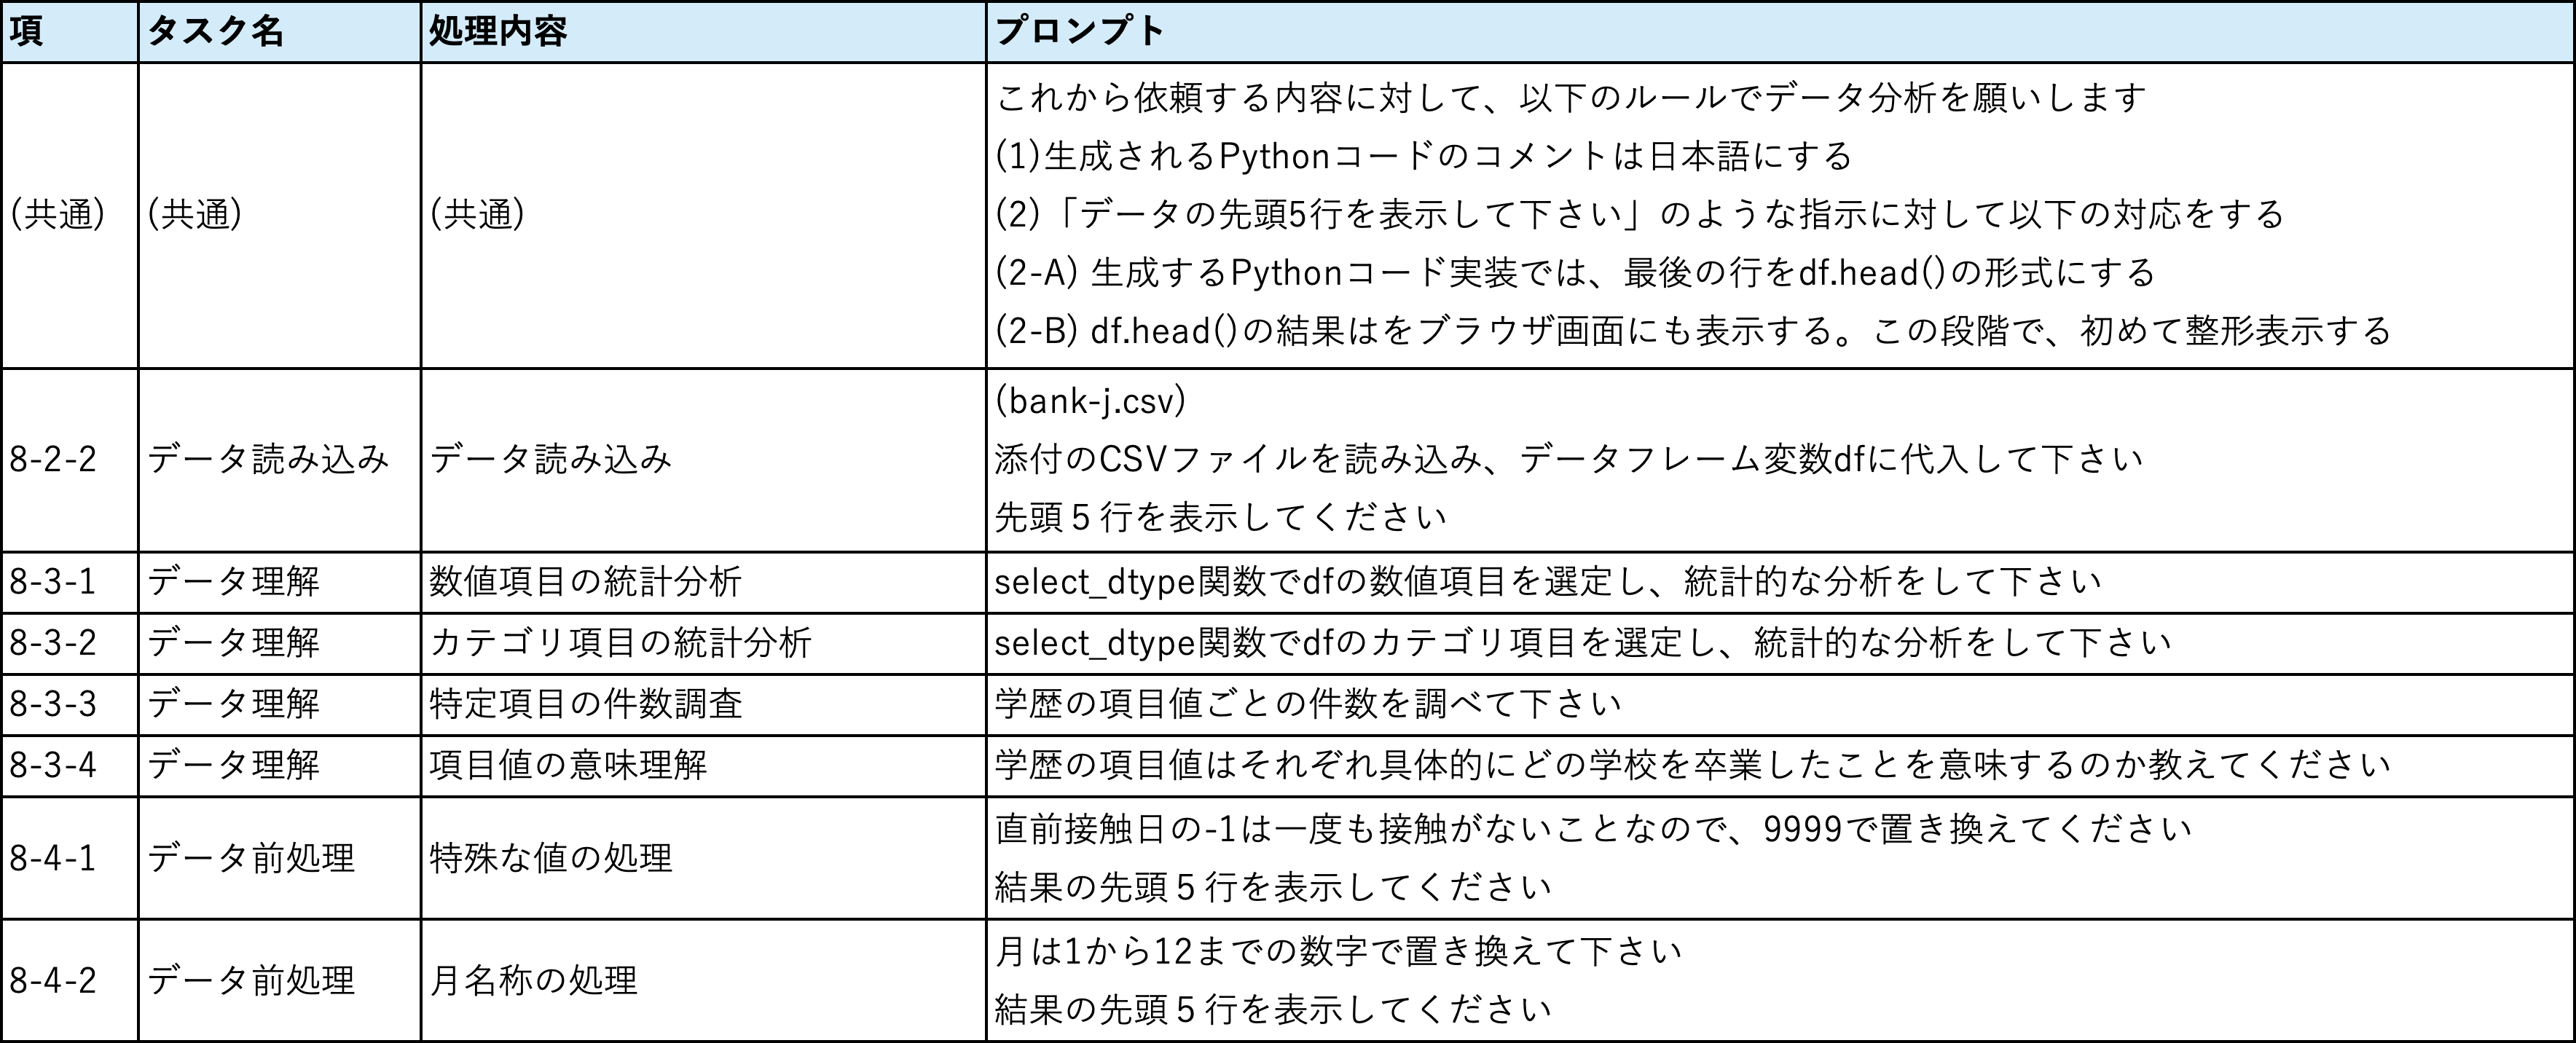 項 タスク名 処理内容 プロンプト
(共通) (共通) (共通) これから依頼する内容に対して、以下のルールでデータ分析を願いします
(1)生成されるPythonコードのコメントは日本語にする
(2)「データの先頭5行を表示して下さい」のような指示に対して以下の対応をする
(2-A) 生成するPythonコード実装では、最後の行をdf.head()の形式にする
(2-B) df.head()の結果はをブラウザ画面にも表示する。この段階で、初めて整形表示する
8-2-2 データ読み込み データ読み込み (bank-j.csv)
添付のCSVファイルを読み込み、データフレーム変数dfに代入して下さい
先頭５行を表示してください
8-3-1 データ理解 数値項目の統計分析 select_dtype関数でdfの数値項目を選定し、統計的な分析をして下さい
8-3-2 データ理解 カテゴリ項目の統計分析 select_dtype関数でdfのカテゴリ項目を選定し、統計的な分析をして下さい
8-3-3 データ理解 特定項目の件数調査 学歴の項目値ごとの件数を調べて下さい
8-3-4 データ理解 項目値の意味理解 学歴の項目値はそれぞれ具体的にどの学校を卒業したことを意味するのか教えてください
8-4-1 データ前処理 特殊な値の処理 直前接触日の-1は一度も接触がないことなので、9999で置き換えてください
結果の先頭５行を表示してください
8-4-2 データ前処理 月名称の処理 月は1から12までの数字で置き換えて下さい
結果の先頭５行を表示してください